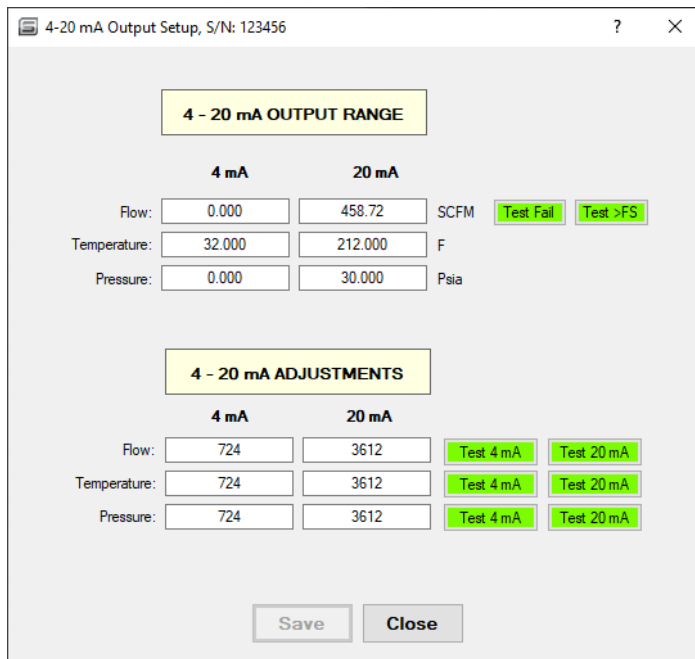 4-20 mA Output Setup, S/N: 123456 ?
4 - 20 mA OUTPUT RANGE
4 mA 20 mA
Flow: 0.000 458.72 SCFM Test Fail Test >FS
Temperature: 32.000 212.000 F
Pressure: 0.000 30.000 Psia
4 - 20 mA ADJUSTMENTS
4 mA 20 mA
Flow: 724 3612 Test 4 mA Test 20 mA
Temperature: 724 3612 Test 4 mA Test 20 mA
Pressure: 724 3612 Test 4 mA Test 20 mA
Save Close